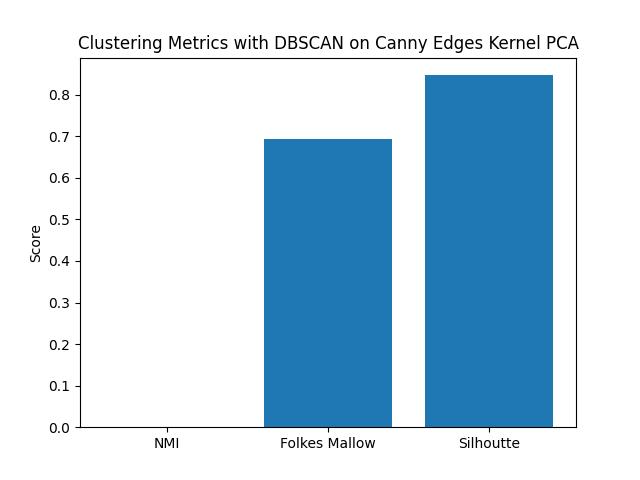 Clustering Metrics with DBSCAN on Canny Edges Kernel PCA
Score
0.8
0.7
0.6
0.5
0.4
0.3
0.2
0.1
0.0
NMI
Folkes Mallow
Silhoutte